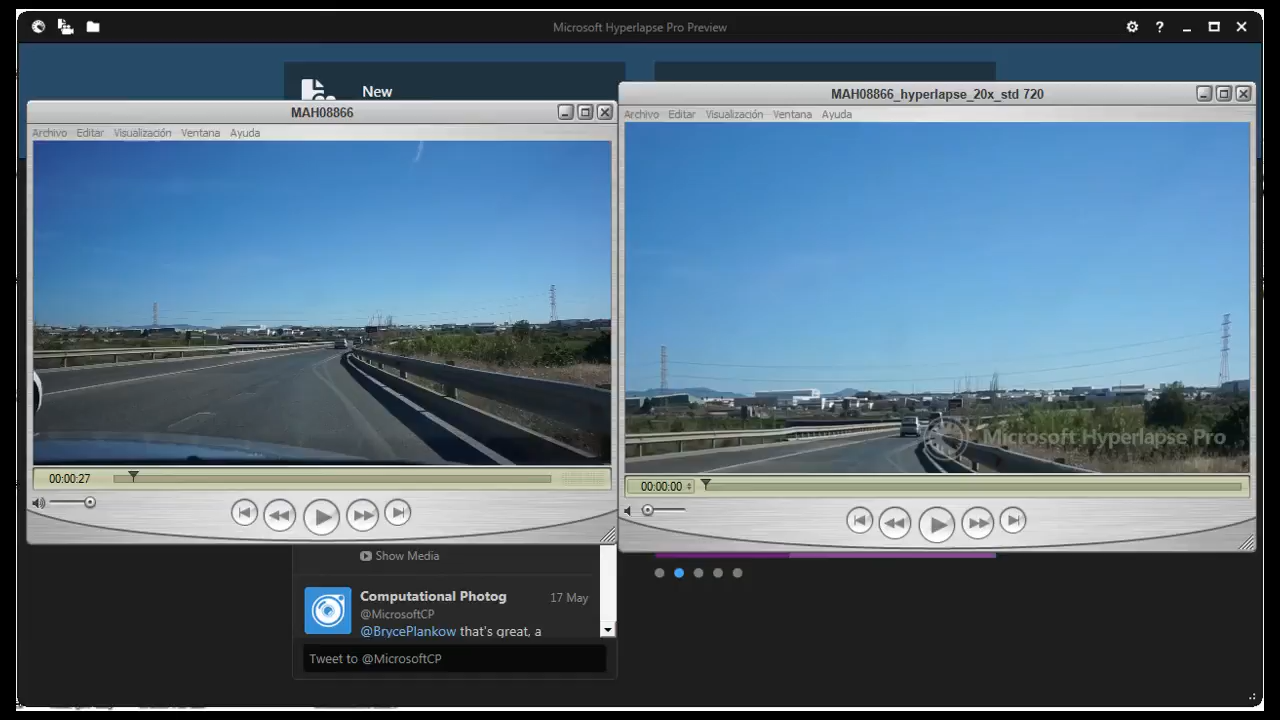 Microsoft Hyperlapse Pro Preview
?
New
MAH08866
Archivo Editar Visualización Ventana Ayuda
00:00:27
MAH08866_hyperlapse_20x_std 720
Archivo Editar Visualización Ventana Ayuda
Microsoft Hyperlapse Pro
00:00:00
Show Media
Computational Photog 17 May
@MicrosoftCP
@BrycePlankow that's great, a
Tweet to @MicrosoftCP